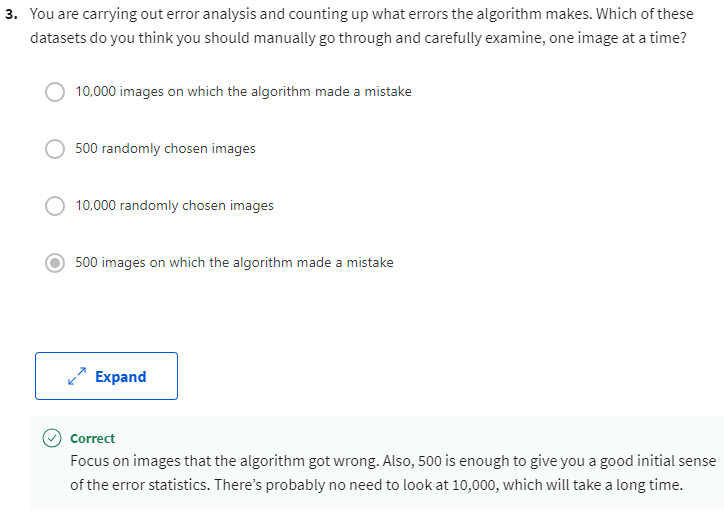 3. You are carrying out error analysis and counting up what errors the algorithm makes. Which of these
datasets do you think you should manually go through and carefully examine, one image at a time?
10,000 images on which the algorithm made a mistake
500 randomly chosen images
10,000 randomly chosen images
500 images on which the algorithm made a mistake
Expand
Correct
Focus on images that the algorithm got wrong. Also, 500 is enough to give you a good initial sense
of the error statistics. There’s probably no need to look at 10,000, which will take a long time.